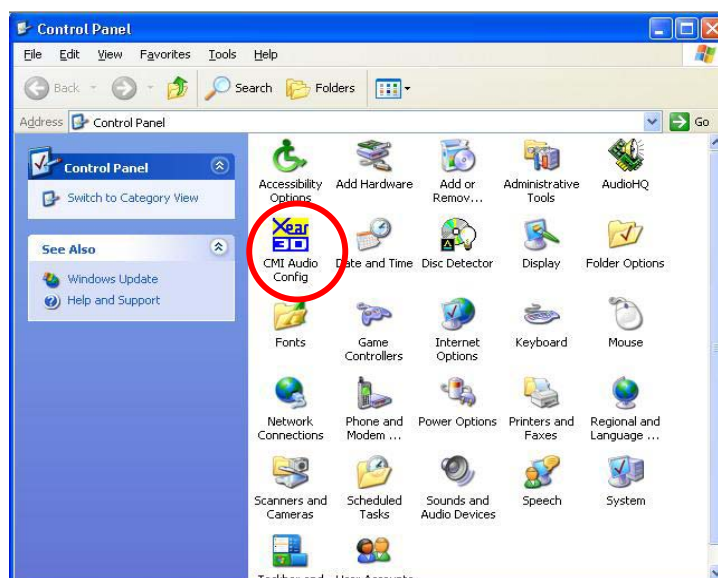 Control Panel
File Edit View Favorites Tools Help
Back Search Folders
Address Control Panel Go
Control Panel
Switch to Category View
See Also
Windows Update
Help and Support
Accessibility Options
Add Hardware
Add or Remov...
Administrative Tools
AudioHQ
Xear
3D
CMI Audio Config
Date and Time
Disc Detector
Display
Folder Options
Fonts
Game Controllers
Internet Options
Keyboard
Mouse
Network Connections
Phone and Modem ...
Power Options
Printers and Faxes
Regional and Language ...
Scanners and Cameras
Scheduled Tasks
Sounds and Audio Devices
Speech
System
Taskbar and
User Accounts